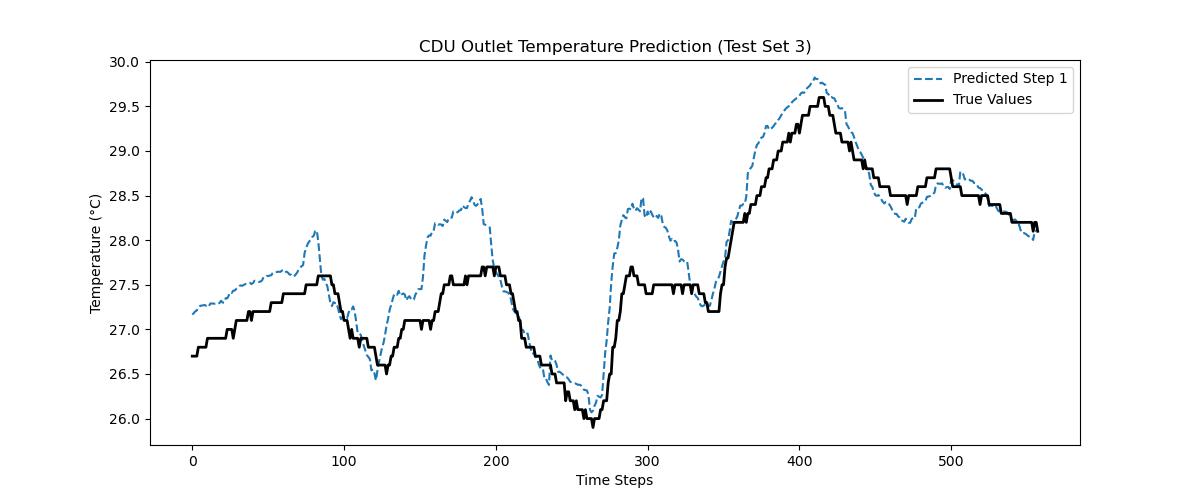 CDU Outlet Temperature Prediction (Test Set 3)
Predicted Step 1
True Values
Temperature (°C)
30.0
29.5
29.0
28.5
28.0
27.5
27.0
26.5
26.0
0 100 200 300 400 500
Time Steps